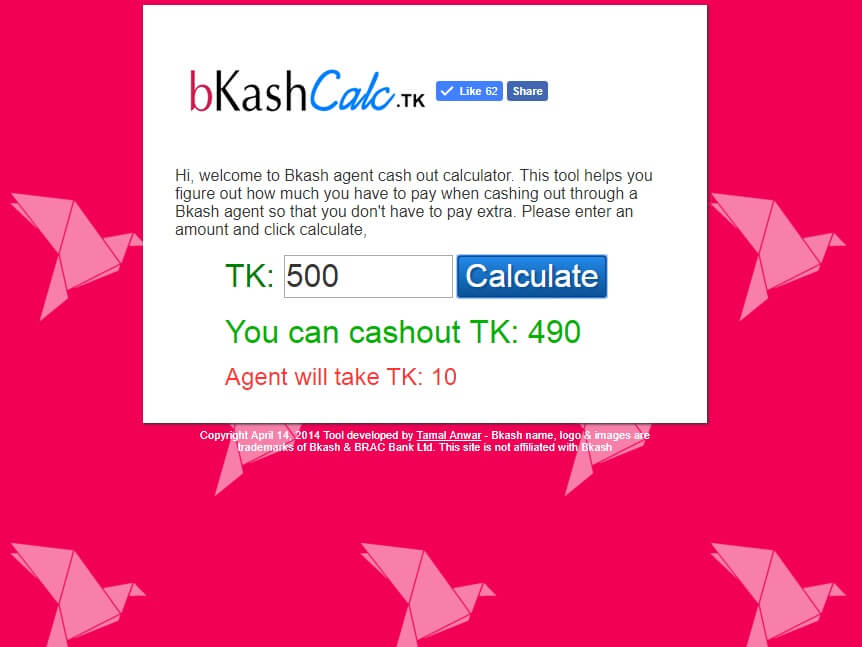 bKashCalc.TK
Like 62
Share
Hi, welcome to Bkash agent cash out calculator. This tool helps you
figure out how much you have to pay when cashing out through a
Bkash agent so that you don't have to pay extra. Please enter an
amount and click calculate,
TK: 500 Calculate
You can cashout TK: 490
Agent will take TK: 10
Copyright April 14, 2014 Tool developed by Tamal Anwar - Bkash name, logo & images are
trademarks of Bkash & BRAC Bank Ltd. This site is not affiliated with Bkash